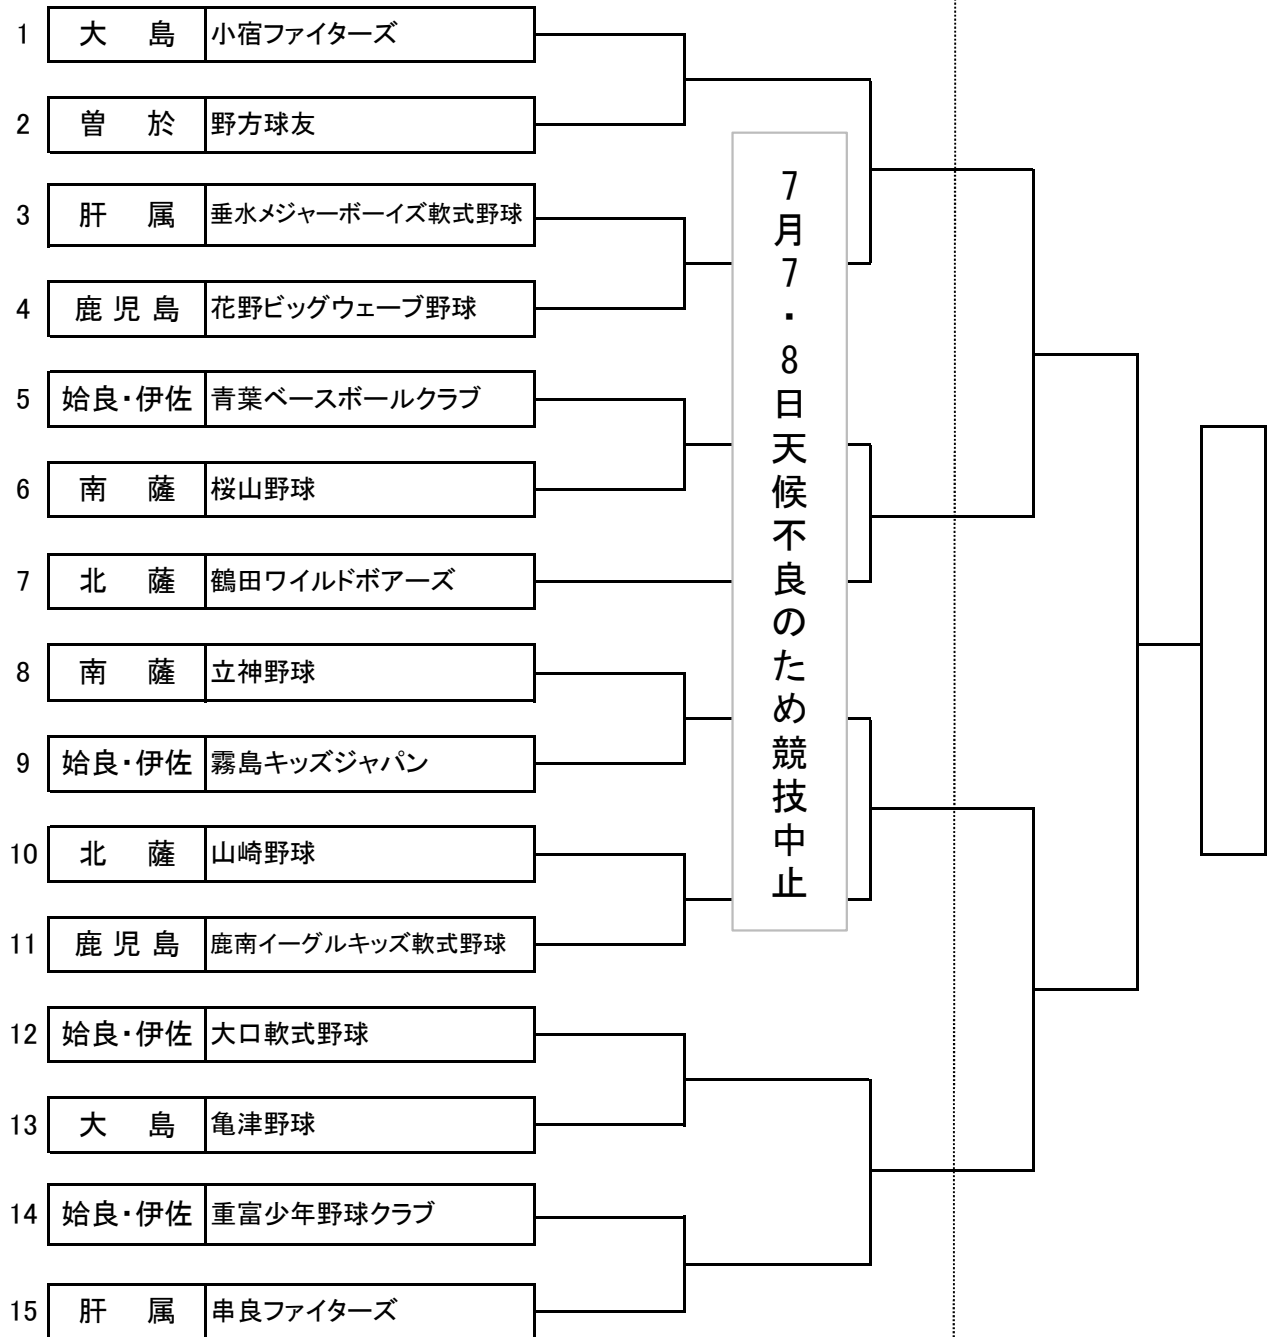 1 大島 小宿ファイターズ
2 曽於 野方球友
3 肝属 垂水メジャーボーイズ軟式野球
4 鹿児島 花野ビッグウェーブ野球
5 姶良・伊佐 青葉ベースボールクラブ
6 南薩 桜山野球
7 北薩 鶴田ワイルドボアーズ
8 南薩 立神野球
9 姶良・伊佐 霧島キッズジャパン
10 北薩 山崎野球
11 鹿児島 鹿南イーグルキッズ軟式野球
12 姶良・伊佐 大口軟式野球
13 大島 亀津野球
14 姶良・伊佐 重富少年野球クラブ
15 肝属 串良ファイターズ
7月7・8日天候不良のため競技中止